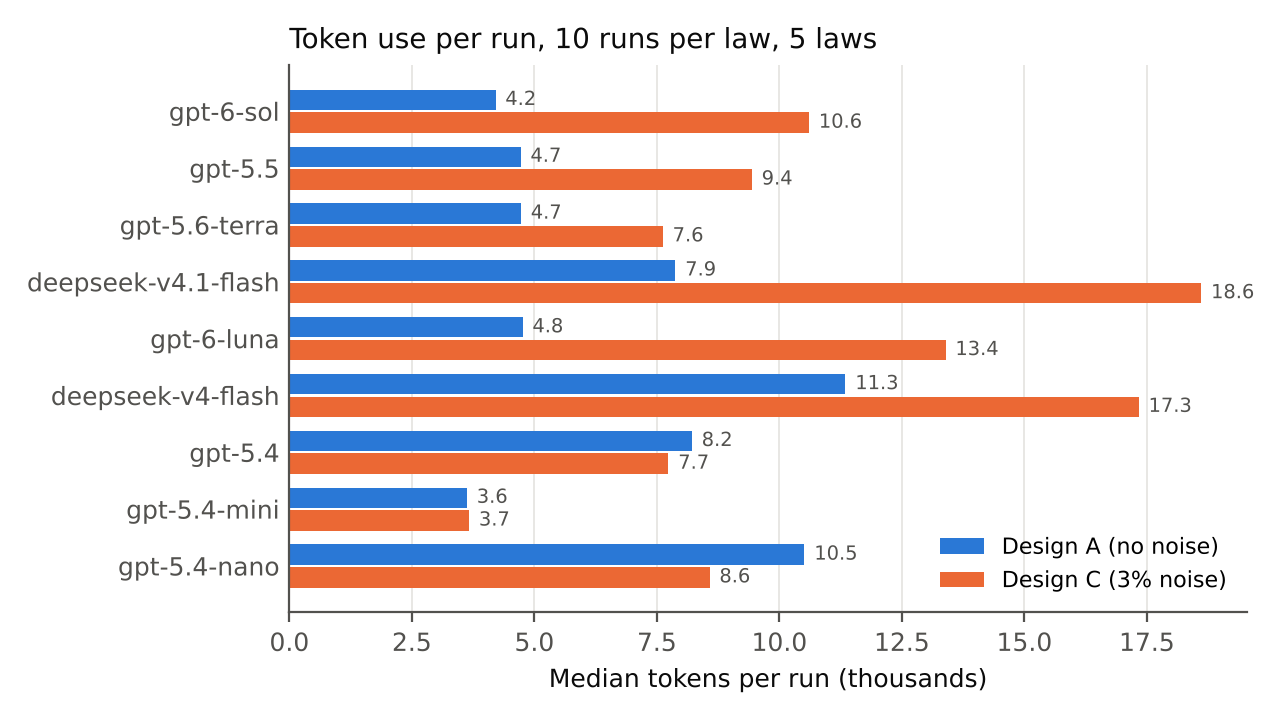 Token use per run, 10 runs per law, 5 laws
gpt-6-sol
4.2
10.6
gpt-5.5
4.7
9.4
gpt-5.6-terra
4.7
7.6
deepseek-v4.1-flash
7.9
18.6
gpt-6-luna
4.8
13.4
deepseek-v4-flash
11.3
17.3
gpt-5.4
8.2
7.7
gpt-5.4-mini
3.6
3.7
gpt-5.4-nano
10.5
8.6
Design A (no noise)
Design C (3% noise)
0.0 2.5 5.0 7.5 10.0 12.5 15.0 17.5
Median tokens per run (thousands)